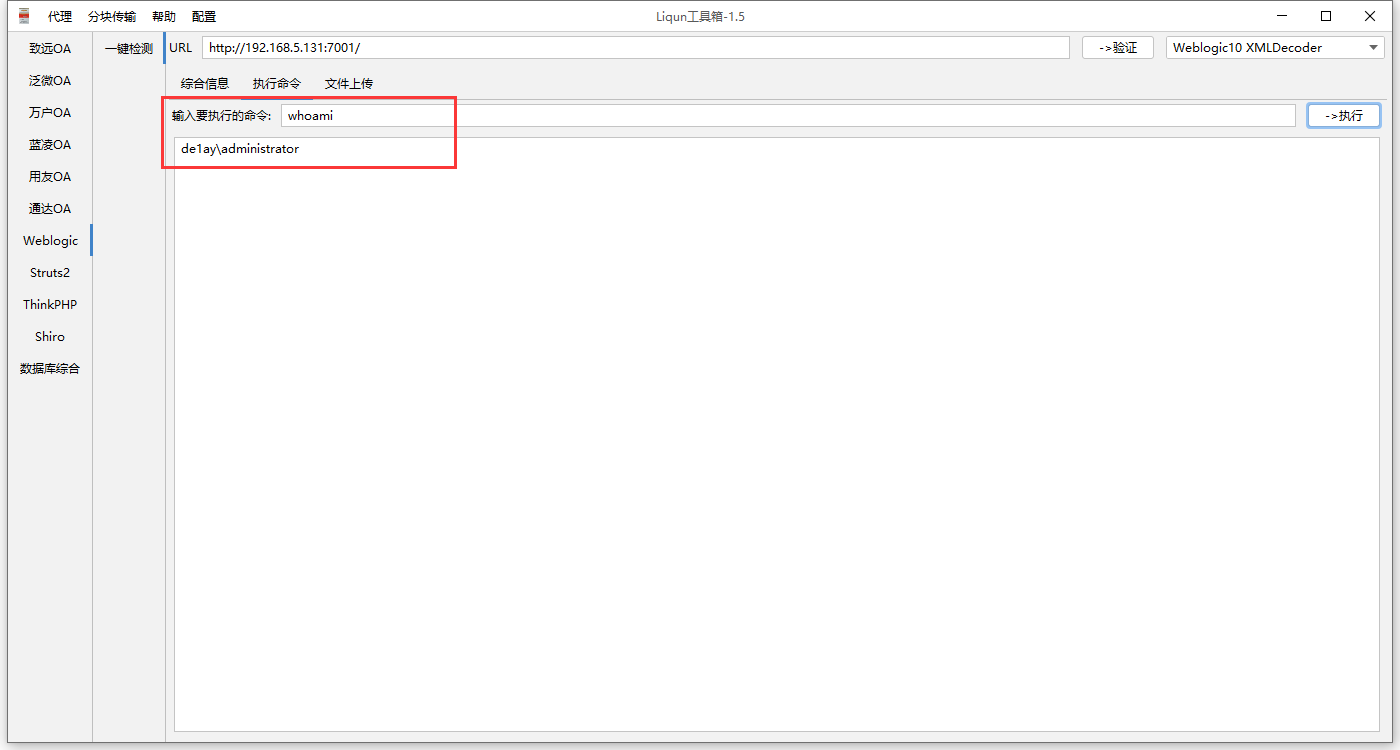 代理 分块传输 帮助 配置 Liqun工具箱-1.5
致远OA
泛微OA
万户OA
蓝凌OA
用友OA
通达OA
Weblogic
Struts2
ThinkPHP
Shiro
数据库综合
一键检测
URL http://192.168.5.131:7001/ ->验证 Weblogic10 XMLDecoder
综合信息 执行命令 文件上传
输入要执行的命令: whoami ->执行
de1ay\administrator